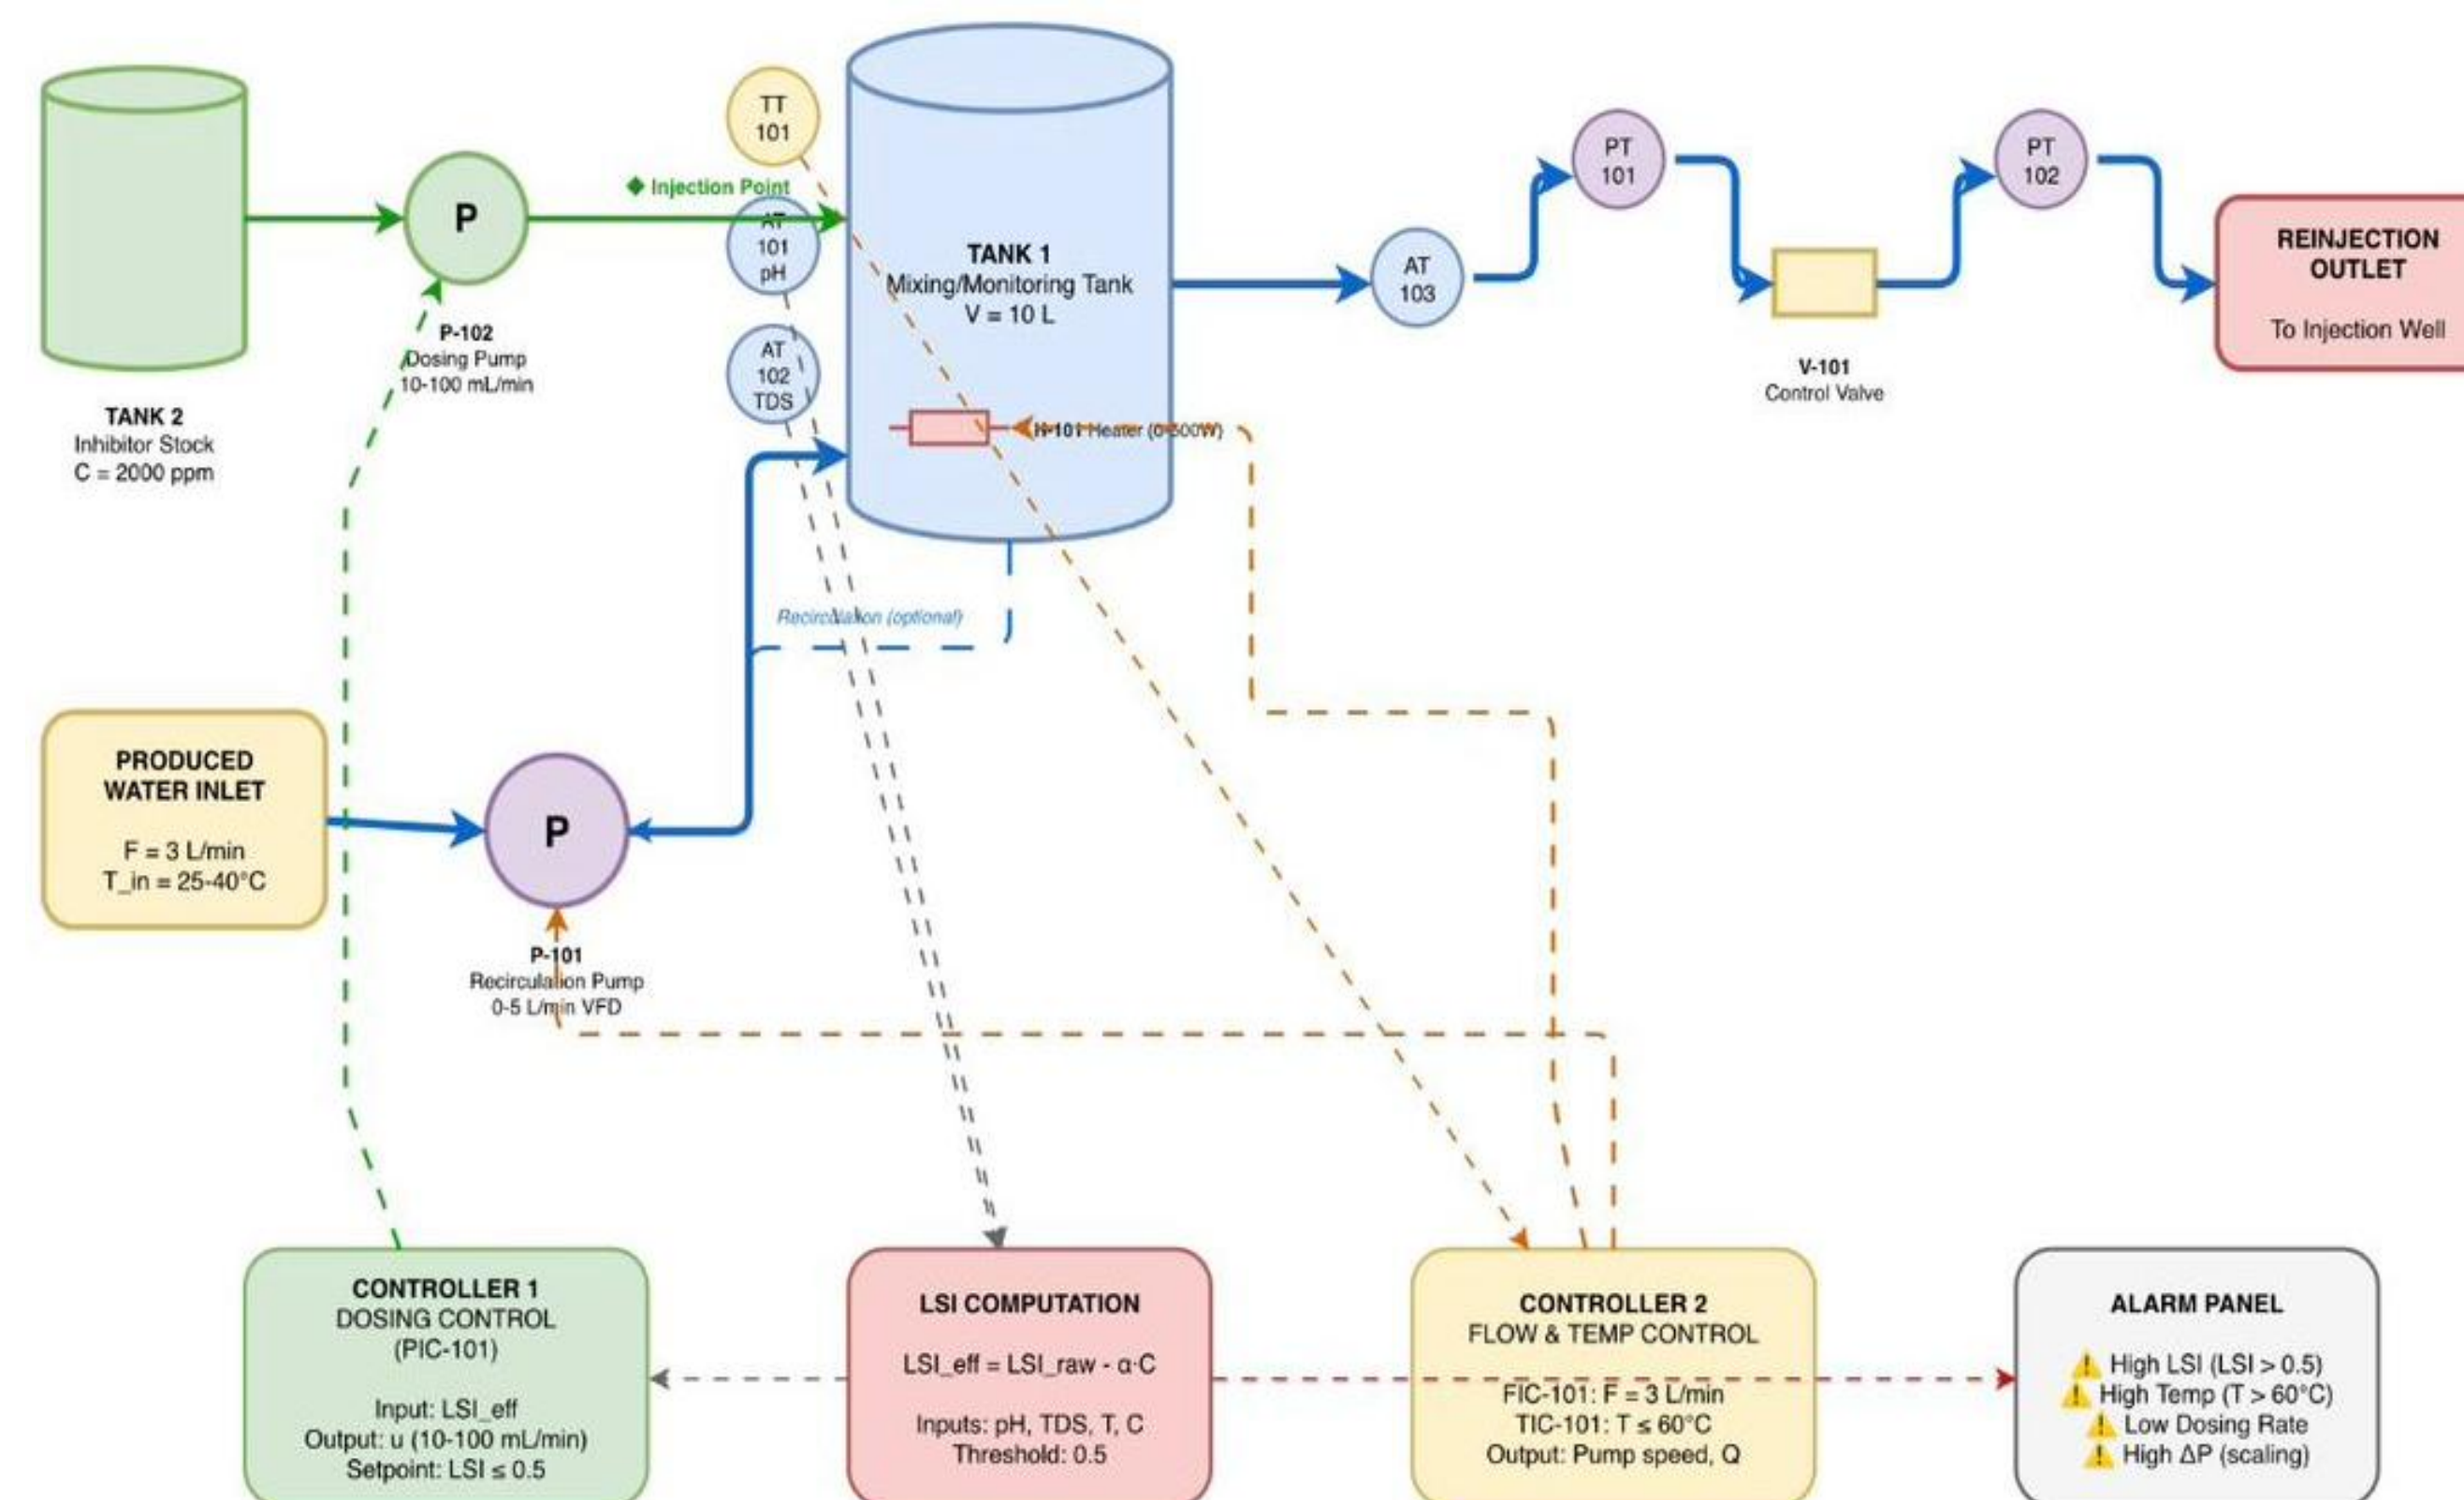 TT
101
◆ Injection Point
AT
101
pH
AT
102
TDS
P
P-102
Dosing Pump
10-100 mL/min
TANK 2
Inhibitor Stock
C = 2000 ppm
TANK 1
Mixing/Monitoring Tank
V = 10 L
H-101 Heater (0-500W)
AT
103
PT
101
V-101
Control Valve
PT
102
REINJECTION
OUTLET
To Injection Well
Recirculation (optional)
PRODUCED
WATER INLET
F = 3 L/min
T_in = 25-40°C
P
P-101
Recirculation Pump
0-5 L/min VFD
CONTROLLER 1
DOSING CONTROL
(PIC-101)
Input: LSI_eff
Output: u (10-100 mL/min)
Setpoint: LSI ≤ 0.5
LSI COMPUTATION
LSI_eff = LSI_raw - α·C
Inputs: pH, TDS, T, C
Threshold: 0.5
CONTROLLER 2
FLOW & TEMP CONTROL
FIC-101: F = 3 L/min
TIC-101: T ≤ 60°C
Output: Pump speed, Q
ALARM PANEL
⚠️ High LSI (LSI > 0.5)
⚠️ High Temp (T > 60°C)
⚠️ Low Dosing Rate
⚠️ High ΔP (scaling)